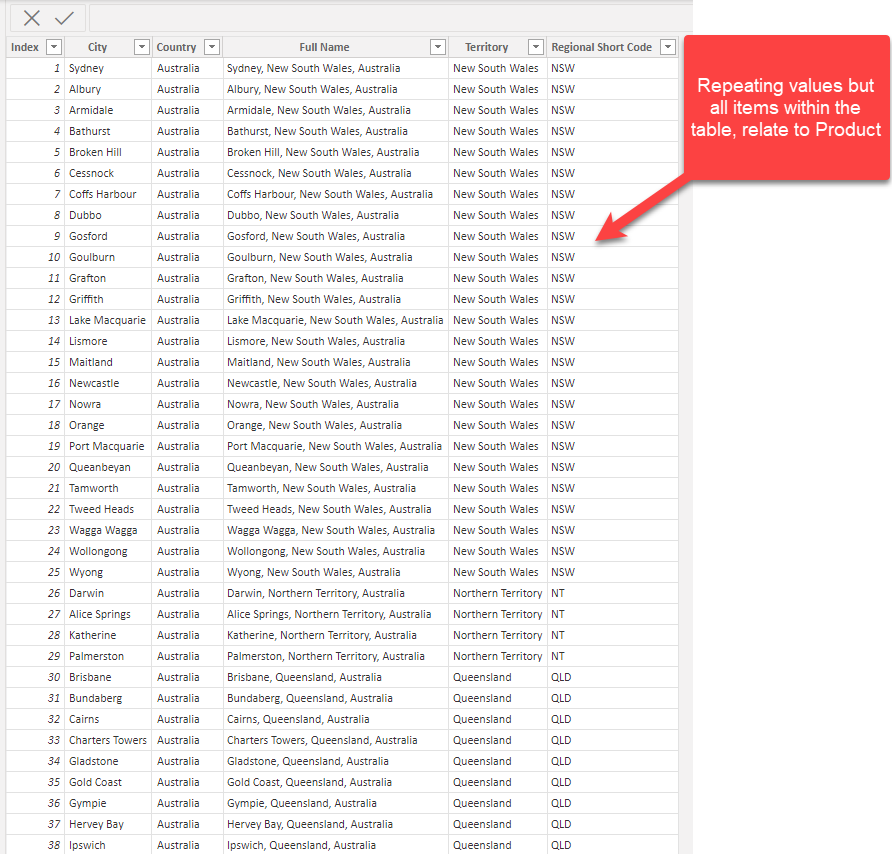 Index City Country Full Name Territory Regional Short Code
1 Sydney Australia Sydney, New South Wales, Australia New South Wales NSW
2 Albury Australia Albury, New South Wales, Australia New South Wales NSW
3 Armidale Australia Armidale, New South Wales, Australia New South Wales NSW
4 Bathurst Australia Bathurst, New South Wales, Australia New South Wales NSW
5 Broken Hill Australia Broken Hill, New South Wales, Australia New South Wales NSW
6 Cessnock Australia Cessnock, New South Wales, Australia New South Wales NSW
7 Coffs Harbour Australia Coffs Harbour, New South Wales, Australia New South Wales NSW
8 Dubbo Australia Dubbo, New South Wales, Australia New South Wales NSW
9 Gosford Australia Gosford, New South Wales, Australia New South Wales NSW
10 Goulburn Australia Goulburn, New South Wales, Australia New South Wales NSW
11 Grafton Australia Grafton, New South Wales, Australia New South Wales NSW
12 Griffith Australia Griffith, New South Wales, Australia New South Wales NSW
13 Lake Macquarie Australia Lake Macquarie, New South Wales, Australia New South Wales NSW
14 Lismore Australia Lismore, New South Wales, Australia New South Wales NSW
15 Maitland Australia Maitland, New South Wales, Australia New South Wales NSW
16 Newcastle Australia Newcastle, New South Wales, Australia New South Wales NSW
17 Nowra Australia Nowra, New South Wales, Australia New South Wales NSW
18 Orange Australia Orange, New South Wales, Australia New South Wales NSW
19 Port Macquarie Australia Port Macquarie, New South Wales, Australia New South Wales NSW
20 Queanbeyan Australia Queanbeyan, New South Wales, Australia New South Wales NSW
21 Tamworth Australia Tamworth, New South Wales, Australia New South Wales NSW
22 Tweed Heads Australia Tweed Heads, New South Wales, Australia New South Wales NSW
23 Wagga Wagga Australia Wagga Wagga, New South Wales, Australia New South Wales NSW
24 Wollongong Australia Wollongong, New South Wales, Australia New South Wales NSW
25 Wyong Australia Wyong, New South Wales, Australia New South Wales NSW
26 Darwin Australia Darwin, Northern Territory, Australia Northern Territory NT
27 Alice Springs Australia Alice Springs, Northern Territory, Australia Northern Territory NT
28 Katherine Australia Katherine, Northern Territory, Australia Northern Territory NT
29 Palmerston Australia Palmerston, Northern Territory, Australia Northern Territory NT
30 Brisbane Australia Brisbane, Queensland, Australia Queensland QLD
31 Bundaberg Australia Bundaberg, Queensland, Australia Queensland QLD
32 Cairns Australia Cairns, Queensland, Australia Queensland QLD
33 Charters Towers Australia Charters Towers, Queensland, Australia Queensland QLD
34 Gladstone Australia Gladstone, Queensland, Australia Queensland QLD
35 Gold Coast Australia Gold Coast, Queensland, Australia Queensland QLD
36 Gympie Australia Gympie, Queensland, Australia Queensland QLD
37 Hervey Bay Australia Hervey Bay, Queensland, Australia Queensland QLD
38 Ipswich Australia Ipswich, Queensland, Australia Queensland QLD
Repeating values but
all items within the
table, relate to Product